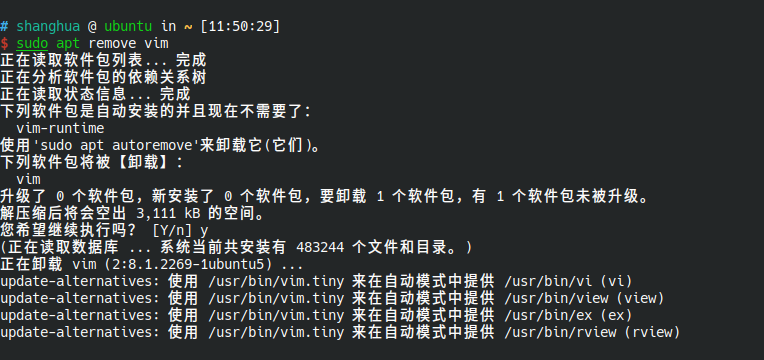 # shanghua @ ubuntu in ~ [11:50:29]
$ sudo apt remove vim
正在读取软件包列表... 完成
正在分析软件包的依赖关系树
正在读取状态信息... 完成
下列软件包是自动安装的并且现在不需要了：
  vim-runtime
使用'sudo apt autoremove'来卸载它(它们)。
下列软件包将被【卸载】：
  vim
升级了 0 个软件包，新安装了 0 个软件包，要卸载 1 个软件包，有 1 个软件包未被升级。
解压缩后将会空出 3,111 kB 的空间。
您希望继续执行吗？ [Y/n] y
(正在读取数据库 ... 系统当前共安装有 483244 个文件和目录。)
正在卸载 vim (2:8.1.2269-1ubuntu5) ...
update-alternatives: 使用 /usr/bin/vim.tiny 来在自动模式中提供 /usr/bin/vi (vi)
update-alternatives: 使用 /usr/bin/vim.tiny 来在自动模式中提供 /usr/bin/view (view)
update-alternatives: 使用 /usr/bin/vim.tiny 来在自动模式中提供 /usr/bin/ex (ex)
update-alternatives: 使用 /usr/bin/vim.tiny 来在自动模式中提供 /usr/bin/rview (rview)